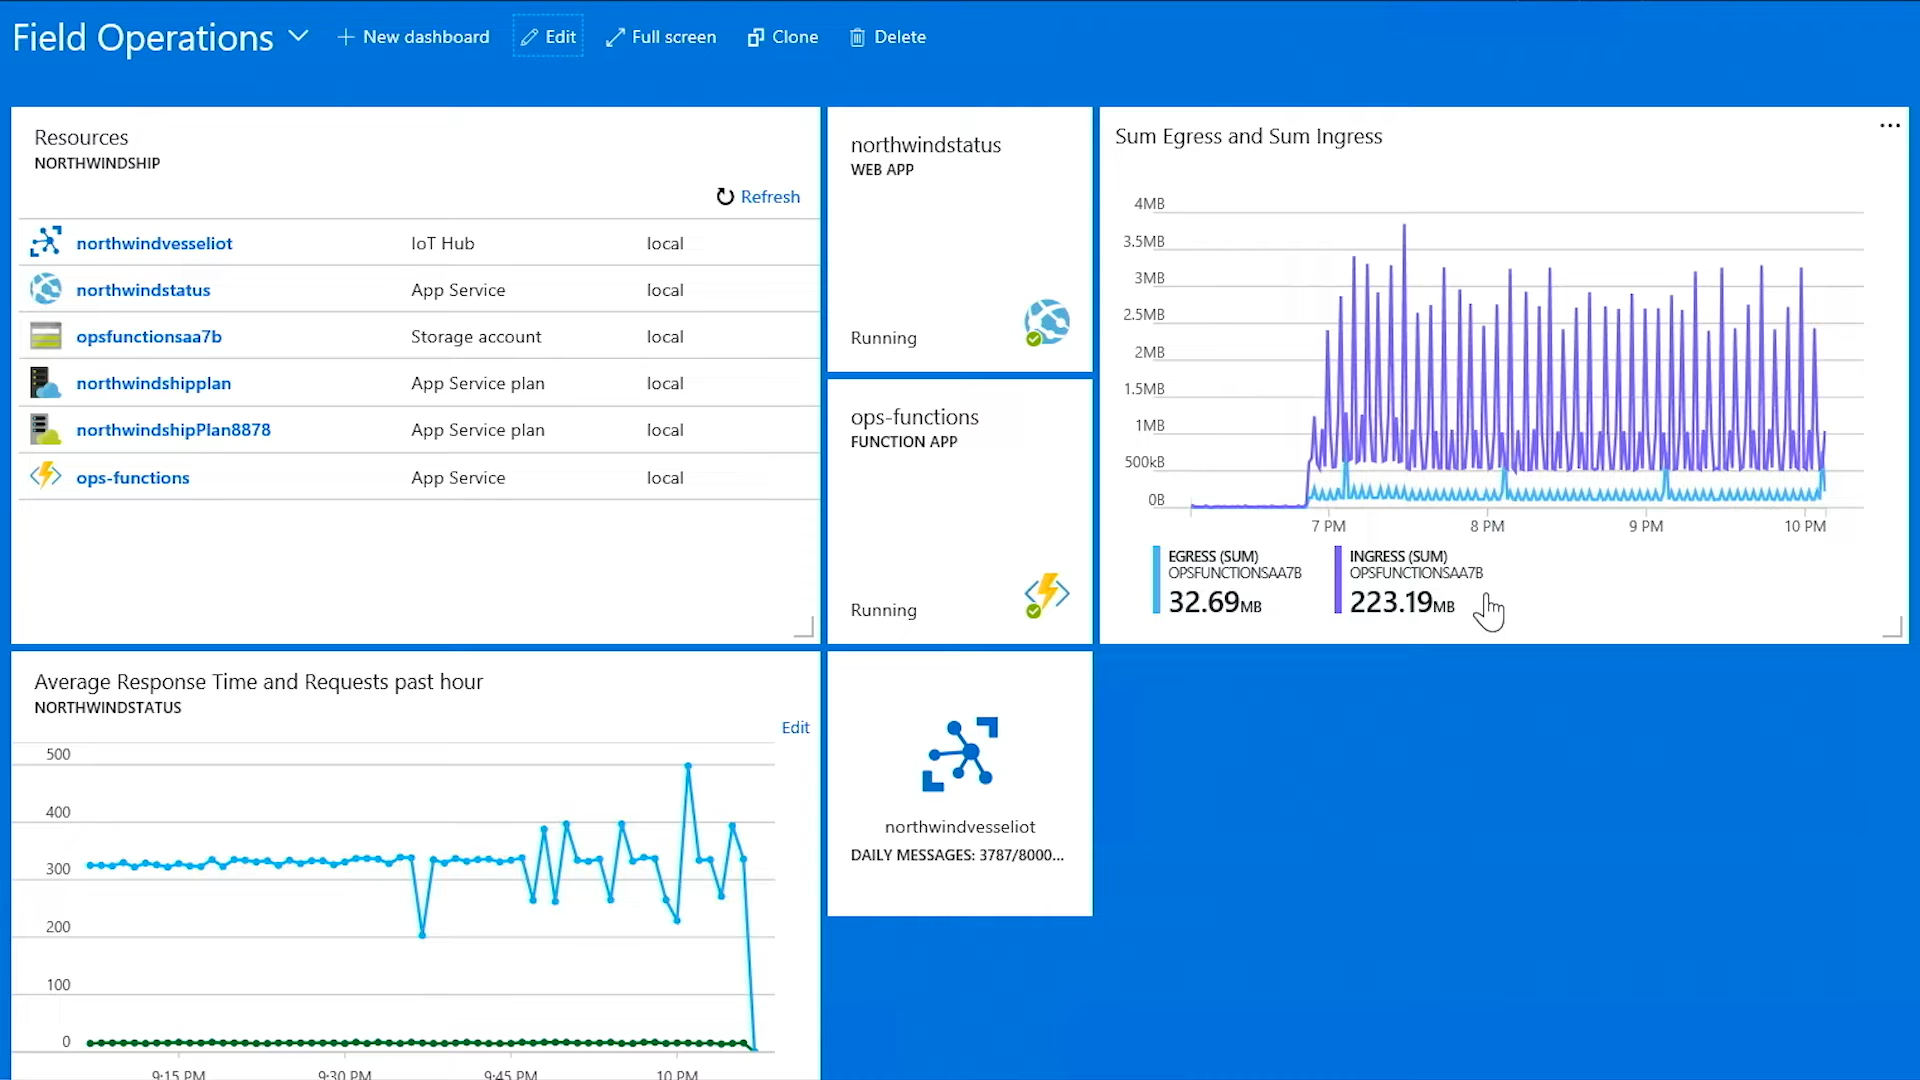 Field Operations
New dashboard
Edit
Full screen
Clone
Delete
Resources
NORTHWINDSHIP
Refresh
northwindvesseliot IoT Hub local
northwindstatus App Service local
opsfunctionsaa7b Storage account local
northwindshipplan App Service plan local
northwindshipPlan8878 App Service plan local
ops-functions App Service local
northwindstatus
WEB APP
Running
ops-functions
FUNCTION APP
Running
Sum Egress and Sum Ingress
...
4MB
3.5MB
3MB
2.5MB
2MB
1.5MB
1MB
500kB
0B
7 PM 8 PM 9 PM 10 PM
EGRESS (SUM)
OPSFUNCTIONSAA7B
32.69MB
INGRESS (SUM)
OPSFUNCTIONSAA7B
223.19MB
Average Response Time and Requests past hour
NORTHWINDSTATUS
Edit
500
400
300
200
100
0
9:15 PM 9:30 PM 9:45 PM 10 PM
northwindvesseliot
DAILY MESSAGES: 3787/8000...